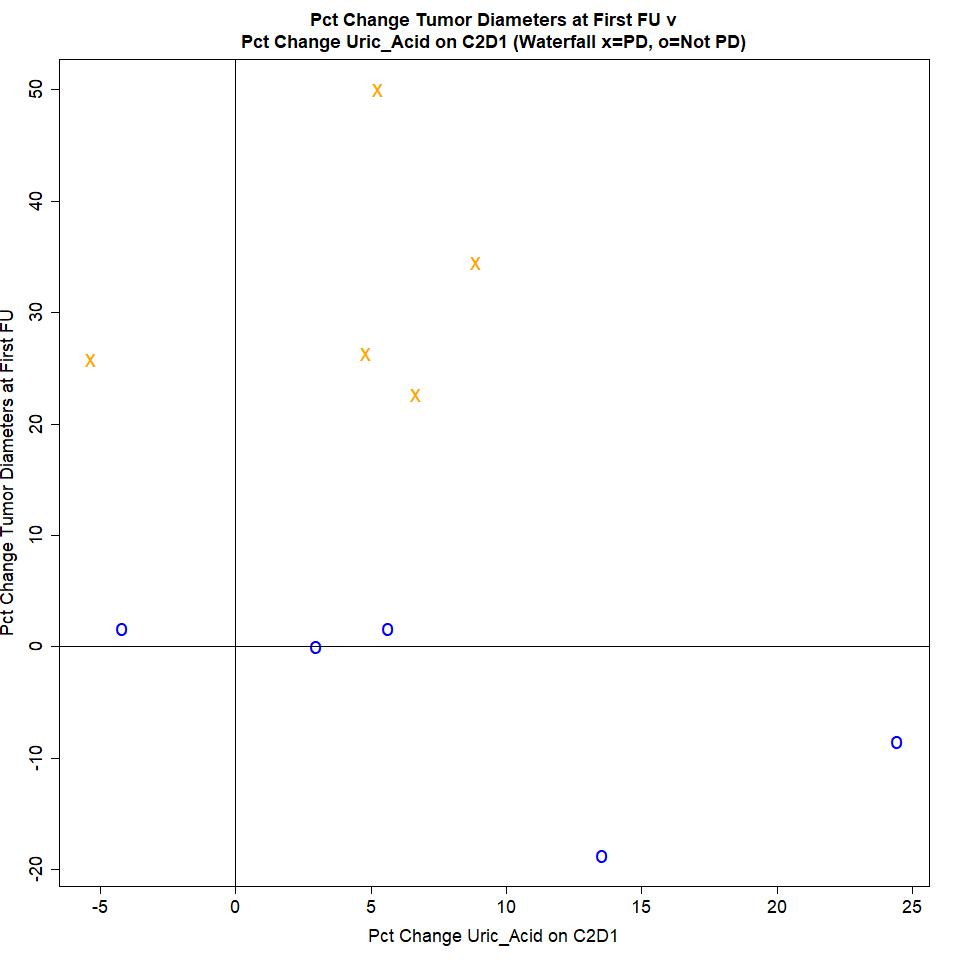 Pct Change Tumor Diameters at First FU v
Pct Change Uric_Acid on C2D1 (Waterfall x=PD, o=Not PD)
Pct Change Tumor Diameters at First FU
50
40
30
20
10
0
-10
-20
x
x
x
x
x
o
o
o
o
o
-5
0
5
10
15
20
25
Pct Change Uric_Acid on C2D1